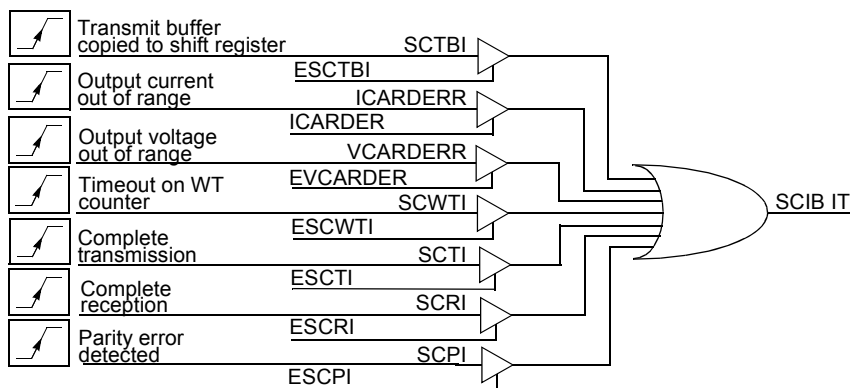 Transmit buffer
copied to shift register
SCTBI
ESCTBI
Output current
out of range
ICARDERR
ICARDER
Output voltage
out of range
VCARDERR
EVCARDER
Timeout on WT
counter
SCWTI
ESCWTI
SCIB IT
Complete
transmission
SCTI
ESCTI
Complete
reception
SCRI
ESCRI
Parity error
detected
SCPI
ESCPI